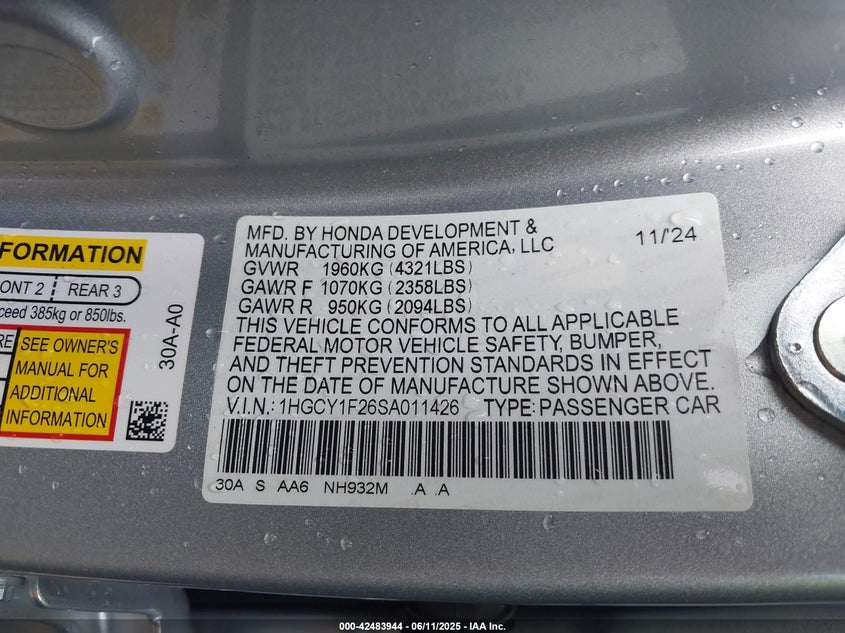 FORMATION
ONT 2 REAR 3
ceed 385kg or 850lbs.
RE
SEE OWNER'S
MANUAL FOR
ADDITIONAL
INFORMATION
30A-A0
MFD. BY HONDA DEVELOPMENT &
MANUFACTURING OF AMERICA, LLC
11/'24
GVWR 1960KG (4321LBS)
GAWR F 1070KG (2358LBS)
GAWR R 950KG (2094LBS)
THIS VEHICLE CONFORMS TO ALL APPLICABLE
FEDERAL MOTOR VEHICLE SAFETY, BUMPER,
AND THEFT PREVENTION STANDARDS IN EFFECT
ON THE DATE OF MANUFACTURE SHOWN ABOVE.
V.I.N.: 1HGCY1F26SA011426 TYPE: PASSENGER CAR
30A S AA6 NH932M .A .A
000-42483944 - 06/11/2025 - IAA Inc.